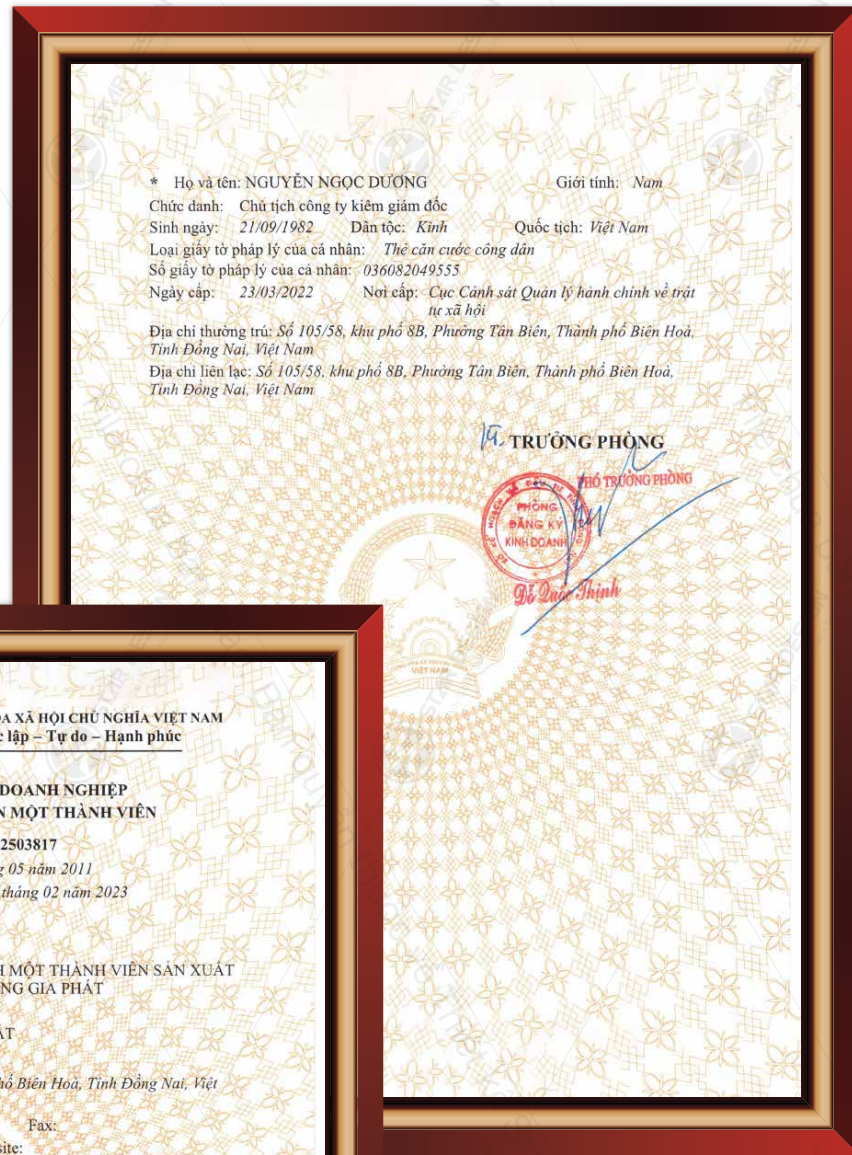 * Họ và tên: NGUYỄN NGỌC DƯƠNG Giới tính: Nam
Chức danh: Chủ tịch công ty kiêm giám đốc
Sinh ngày: 21/09/1982 Dân tộc: Kinh Quốc tịch: Việt Nam
Loại giấy tờ pháp lý của cá nhân: Thẻ căn cước công dân
Số giấy tờ pháp lý của cá nhân: 036082049555
Ngày cấp: 23/03/2022 Nơi cấp: Cục Cảnh sát Quản lý hành chính về trật
tự xã hội
Địa chỉ thường trú: Số 105/58, khu phố 8B, Phường Tân Biên, Thành phố Biên Hoà,
Tỉnh Đồng Nai, Việt Nam
Địa chỉ liên lạc: Số 105/58, khu phố 8B, Phường Tân Biên, Thành phố Biên Hoà,
Tỉnh Đồng Nai, Việt Nam
TRƯỞNG PHÒNG
PHÓ TRƯỞNG PHÒNG
PHÒNG
ĐĂNG KÝ
KINH DOANH
Đỗ Quốc Thịnh
VIỆT NAM
XÃ HỘI CHỦ NGHĨA VIỆT NAM
lập – Tự do – Hạnh phúc
DOANH NGHIỆP
MỘT THÀNH VIÊN
2503817
05 năm 2011
tháng 02 năm 2023
MỘT THÀNH VIÊN SẢN XUẤT
GIA PHÁT
Biên Hoà, Tỉnh Đồng Nai, Việt
Fax: